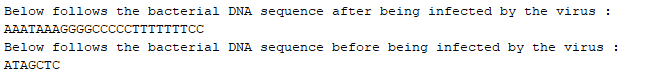 Below follows the bacterial DNA sequence after being infected by the virus :
AAATAAAGGGGCCCCCTTTTTTTCC
Below follows the bacterial DNA sequence before being infected by the virus :
ATAGCTC